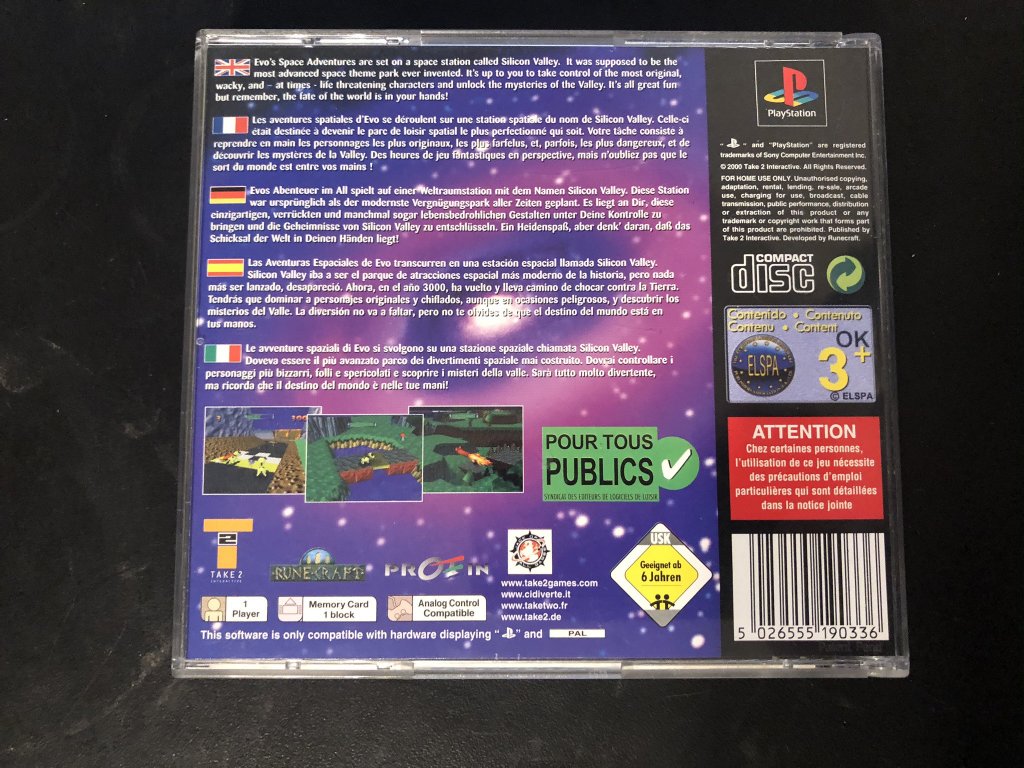 Evo's Space Adventures are set on a space station called Silicon Valley. It was supposed to be the
most advanced space theme park ever invented. It's up to you to take control of the most original,
wacky, and – at times - life threatening characters and unlock the mysteries of the Valley. It's all great fun
but remember, the fate of the world is in your hands!
Les aventures spatiales d'Evo se déroulent sur une station spatiale du nom de Silicon Valley. Celle-ci
était destinée à devenir le parc de loisir spatial le plus perfectionné qui soit. Votre tâche consiste à
reprendre en main les personnages les plus originaux, les plus farfelus, et, parfois, les plus dangereux, et de
découvrir les mystères de la Valley. Des heures de jeu fantastiques en perspective, mais n'oubliez pas que le
sort du monde est entre vos mains !
Evos Abenteuer im All spielt auf einer Weltraumstation mit dem Namen Silicon Valley. Diese Station
war ursprünglich als der modernste Vergnügungspark aller Zeiten geplant. Es liegt an Dir, diese
einzigartigen, verrückten und manchmal sogar lebensbedrohlichen Gestalten unter Deine Kontrolle zu
bringen und die Geheimnisse von Silicon Valley zu entschlüsseln. Ein Heidenspaß, aber denk' daran, daß das
Schicksal der Welt in Deinen Händen liegt!
Las Aventuras Espaciales de Evo transcurren en una estación espacial llamada Silicon Valley.
Silicon Valley iba a ser el parque de atracciones espacial más moderno de la historia, pero nada
más ser lanzado, desapareció. Ahora, en el año 3000, ha vuelto y lleva camino de chocar contra la Tierra.
Tendrás que dominar a personajes originales y chiflados, aunque en ocasiones peligrosos, y descubrir los
misterios del Valle. La diversión no va a faltar, pero no te olvides de que el destino del mundo está en
tus manos.
Le avventure spaziali di Evo si svolgono su una stazione spaziale chiamata Silicon Valley.
Doveva essere il più avanzato parco dei divertimenti spaziale mai costruito. Dovrai controllare i
personaggi più bizzarri, folli e spericolati e scoprire i misteri della valle. Sarà tutto molto divertente,
ma ricorda che il destino del mondo è nelle tue mani!
POUR TOUS
PUBLICS
SYNDICAT DES EDITEURS DE LOGICIELS DE LOISIR
T2
TAKE 2
INTERACTIVE
RUNECRAFT
PROFIN
www.take2games.com
www.cidiverte.it
www.taketwo.fr
www.take2.de
USK
Geeignet ab
6 Jahren
1
Player
Memory Card
1 block
Analog Control
Compatible
This software is only compatible with hardware displaying " " and PAL
PlayStation
" " and "PlayStation" are registered
trademarks of Sony Computer Entertainment Inc.
© 2000 Take 2 Interactive. All Rights Reserved.
FOR HOME USE ONLY. Unauthorised copying,
adaptation, rental, lending, re-sale, arcade
use, charging for use, broadcast, cable
transmission, public performance, distribution
or extraction of this product or any
trademark or copyright work that forms part
of this product are prohibited. Published by
Take 2 Interactive. Developed by Runecraft.
COMPACT
disc
Contenido • Contenuto
Contenu • Content
ELSPA
OK
3+
© ELSPA
ATTENTION
Chez certaines personnes,
l'utilisation de ce jeu nécessite
des précautions d'emploi
particulières qui sont détaillées
dans la notice jointe
5 026555 190336